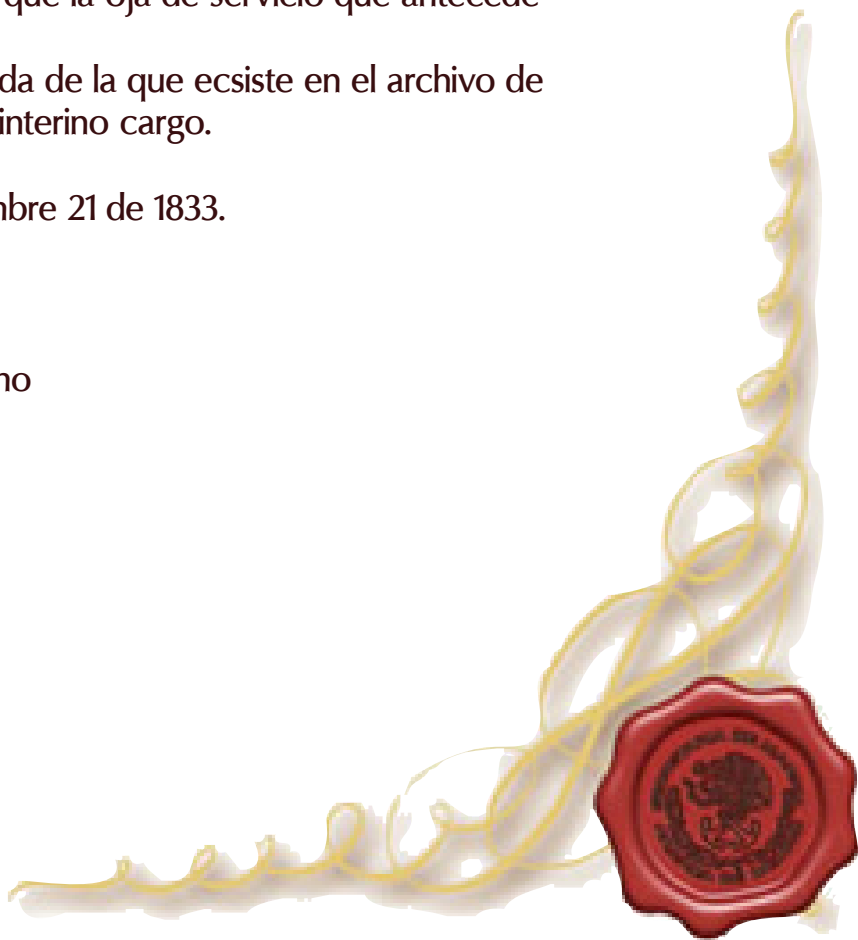 que la oja de servicio que antecede
da de la que ecsiste en el archivo de
interino cargo.
mbre 21 de 1833.
no